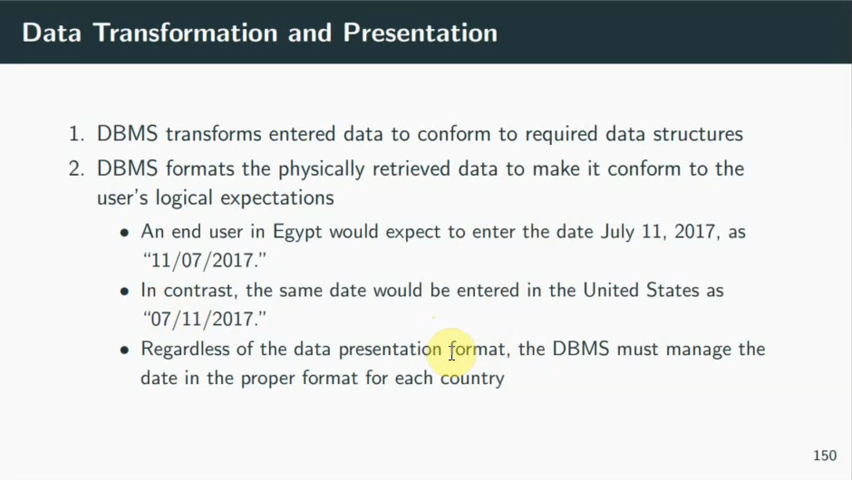 Data Transformation and Presentation
1. DBMS transforms entered data to conform to required data structures
2. DBMS formats the physically retrieved data to make it conform to the
user's logical expectations
• An end user in Egypt would expect to enter the date July 11, 2017, as
“11/07/2017.”
• In contrast, the same date would be entered in the United States as
“07/11/2017.”
• Regardless of the data presentation format, the DBMS must manage the
date in the proper format for each country
150